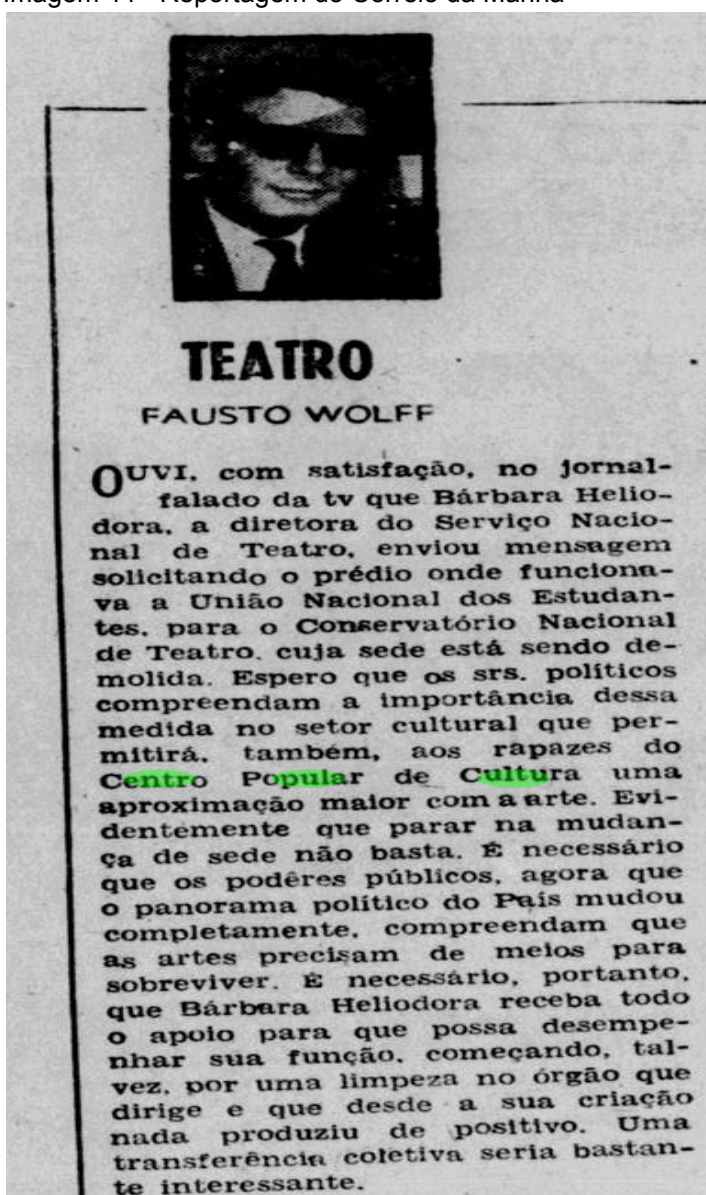 Imagem 11 - Reportagem do Correio da Manhã
TEATRO
FAUSTO WOLFF
OUVI, com satisfação, no jornal-
falado da tv que Bárbara Helio-
dora, a diretora do Serviço Nacio-
nal de Teatro, enviou mensagem
solicitando o prédio onde funciona-
va a União Nacional dos Estudan-
tes, para o Conservatório Nacional
de Teatro, cuja sede está sendo de-
molida. Espero que os srs. políticos
compreendam a importância dessa
medida no setor cultural que per-
mitirá, também, aos rapazes do
Centro Popular de Cultura uma
aproximação maior com a arte. Evi-
dentemente que parar na mudan-
ça de sede não basta. É necessário
que os podêres públicos, agora que
o panorama político do País mudou
completamente, compreendam que
as artes precisam de meios para
sobreviver. É necessário, portanto,
que Bárbara Heliodora receba todo
o apoio para que possa desempe-
nhar sua função, começando, tal-
vez, por uma limpeza no órgão que
dirige e que desde a sua criação
nada produziu de positivo. Uma
transferência coletiva seria bastan-
te interessante.